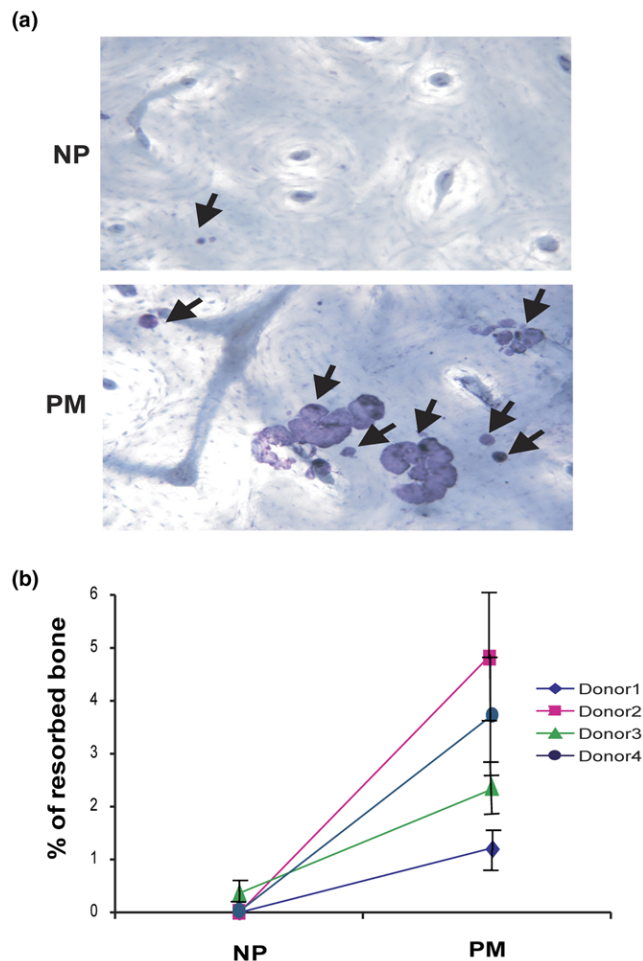 (a)
NP
PM
(b)
% of resorbed bone
6
5
4
3
2
1
0
NP
PM
Donor1
Donor2
Donor3
Donor4